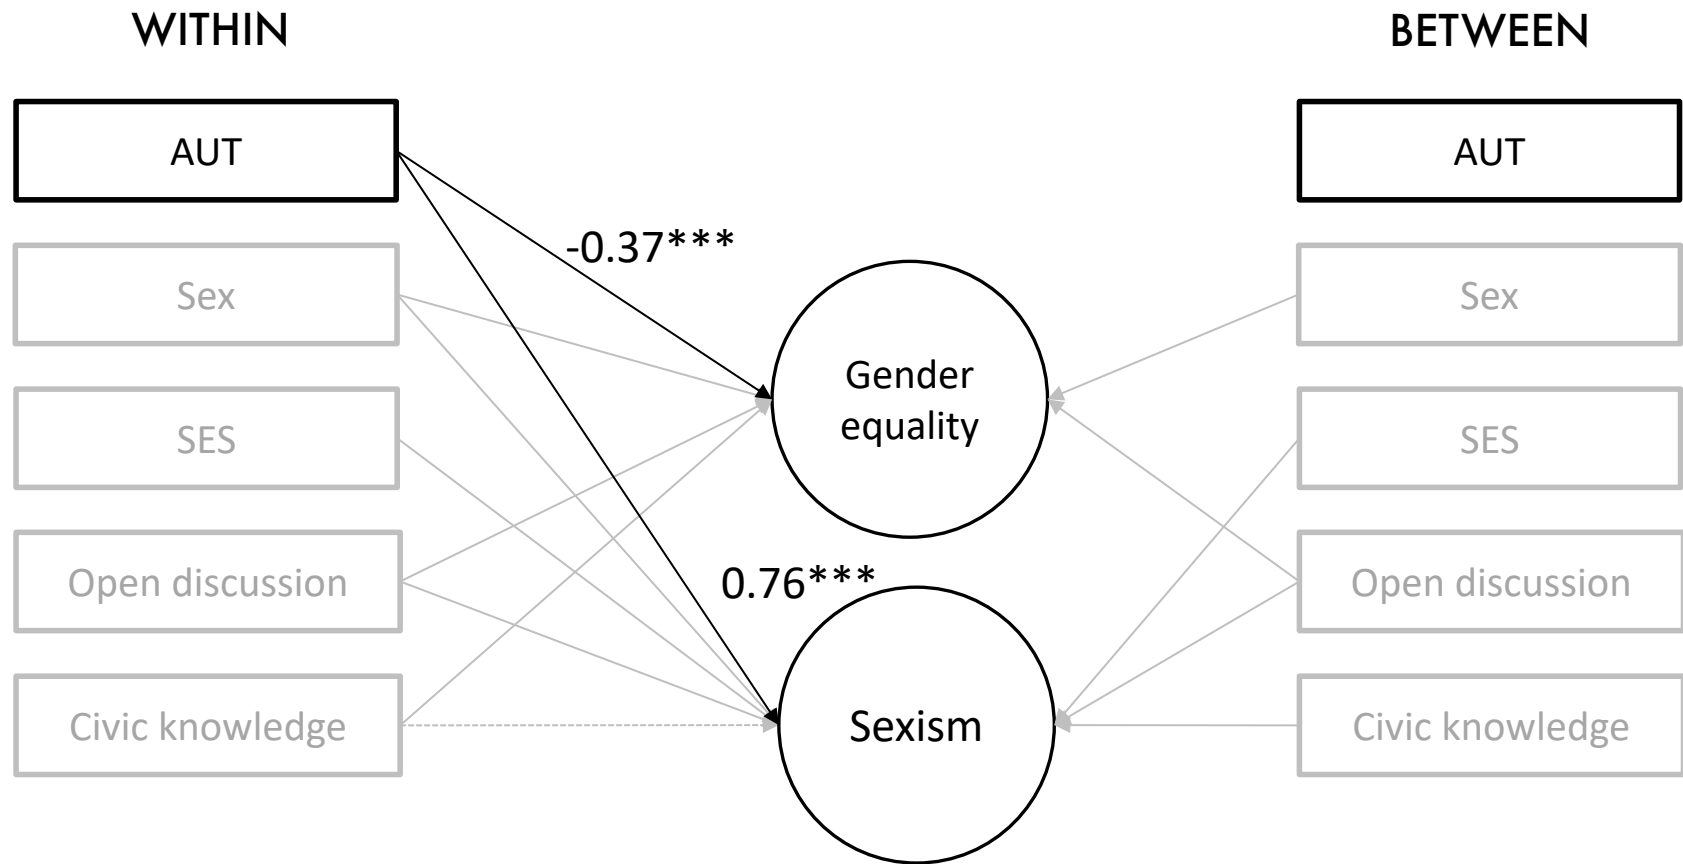 WITHIN
BETWEEN
AUT
AUT
-0.37***
Sex
Sex
Gender
equality
SES
SES
0.76***
Open discussion
Open discussion
Sexism
Civic knowledge
Civic knowledge